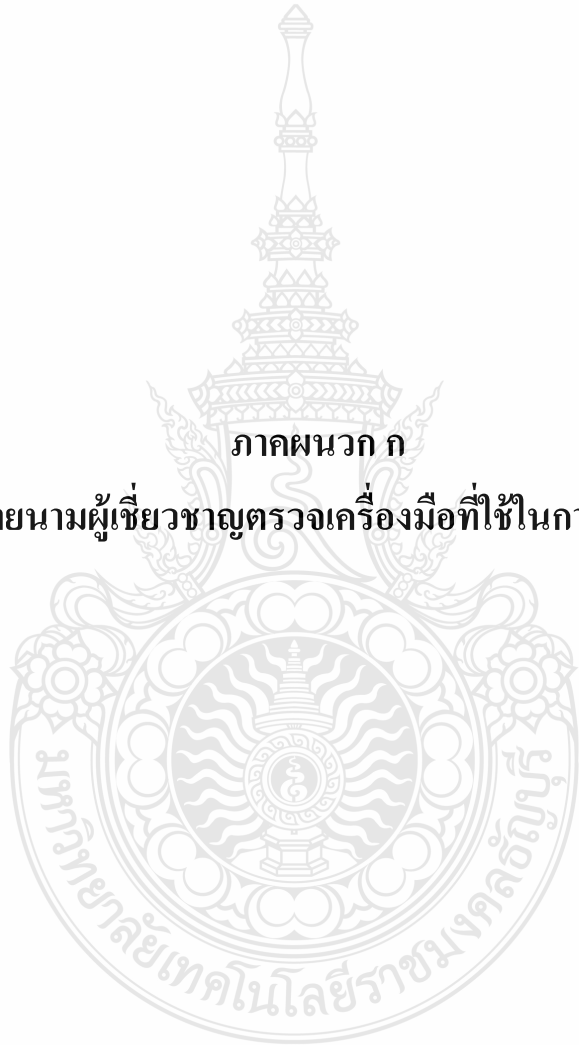 ภาคผนวก ก
ยนามผู้เชี่ยวชาญตรวจเครื่องมือที่ใช้ในกา
มหาวิทยาลัยเทคโนโลยีราชมงคลธัญบุรี